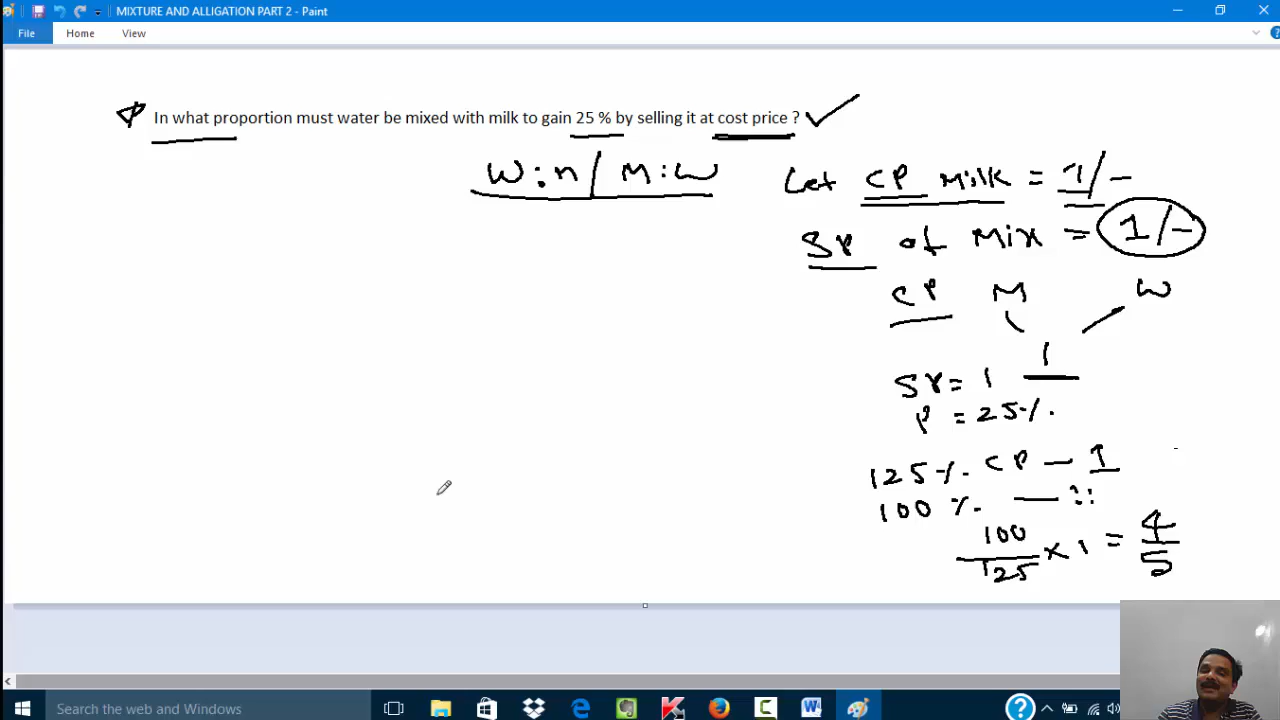 MIXTURE AND ALLIGATION PART 2 - Paint
File Home View
In what proportion must water be mixed with milk to gain 25 % by selling it at cost price ?
W : M / M : W
Let CP Milk = 1/-
SP of Mix = 1/-
CP M W
1
SP = 1
P = 25%.
125%. CP - 1
100 %. - ::
100
125 × 1 = 4
5
Search the Web and Windows